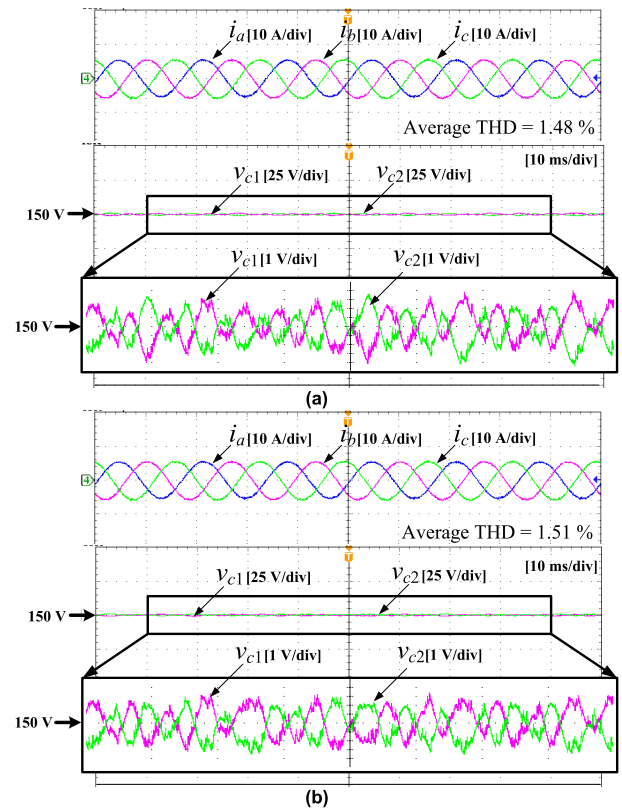 T
i_a [10 A/div] i_b [10 A/div] i_c [10 A/div]
4
Average THD = 1.48 %
T
[10 ms/div]
v_c1 [25 V/div] v_c2 [25 V/div]
150 V
v_c1 [1 V/div] v_c2 [1 V/div]
150 V
(a)
T
i_a [10 A/div] i_b [10 A/div] i_c [10 A/div]
4
Average THD = 1.51 %
T
[10 ms/div]
v_c1 [25 V/div] v_c2 [25 V/div]
150 V
v_c1 [1 V/div] v_c2 [1 V/div]
150 V
(b)